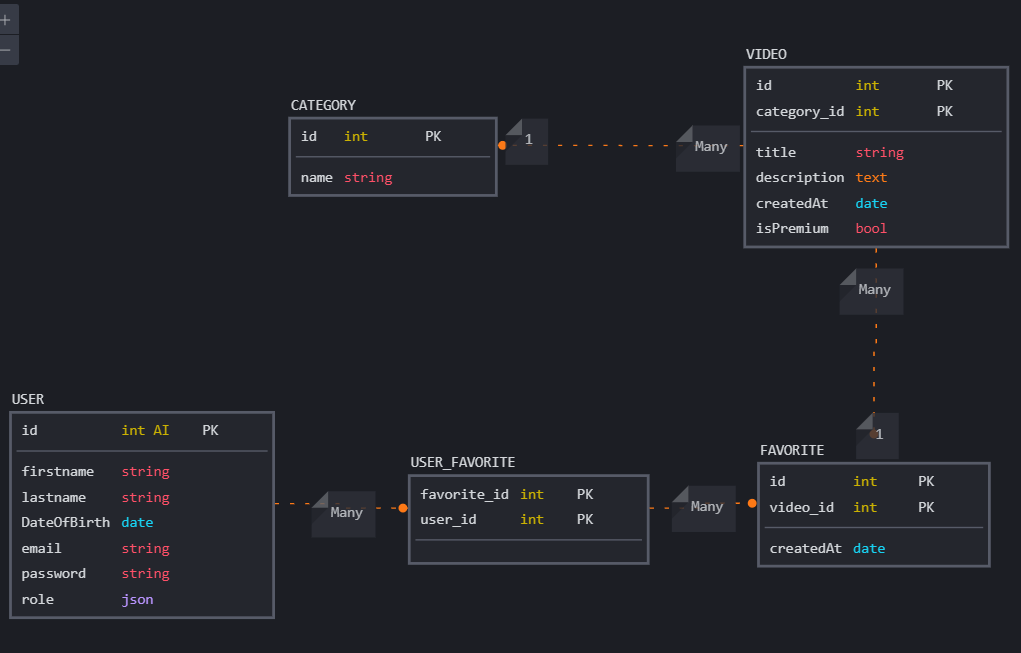 +
−
VIDEO
id int PK
category_id int PK
title string
description text
createdAt date
isPremium bool
CATEGORY
id int PK
name string
1
Many
Many
1
USER
id int AI PK
firstname string
lastname string
DateOfBirth date
email string
password string
role json
Many
USER_FAVORITE
favorite_id int PK
user_id int PK
Many
FAVORITE
id int PK
video_id int PK
createdAt date